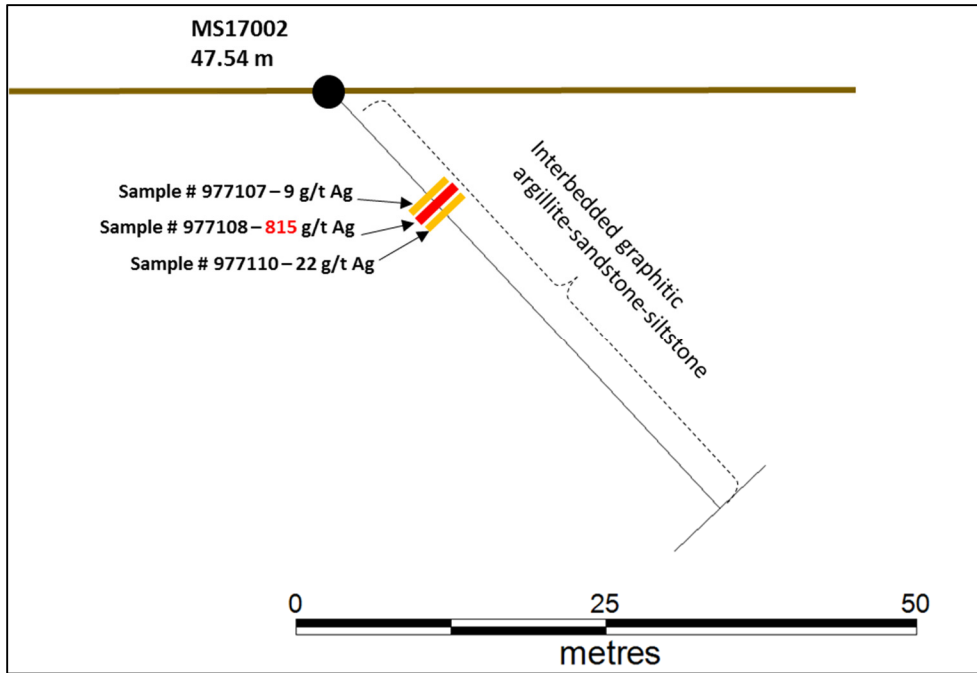 MS17002
47.54 m
Sample # 977107 – 9 g/t Ag
Sample # 977108 – 815 g/t Ag
Sample # 977110 – 22 g/t Ag
Interbedded graphitic
argillite-sandstone-siltstone
0 25 50
metres